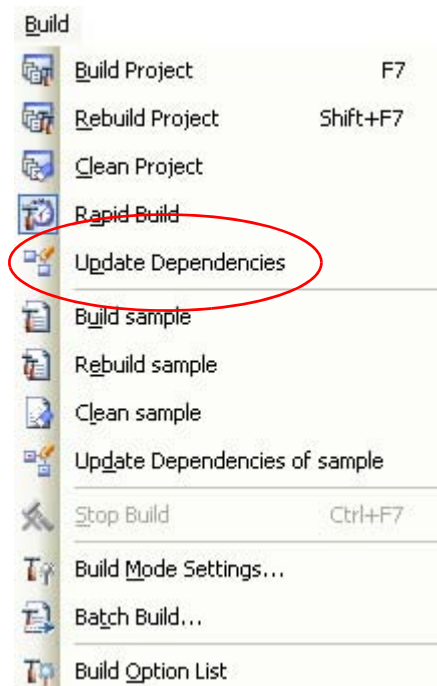 Build
Build Project F7
Rebuild Project Shift+F7
Clean Project
Rapid Build
Update Dependencies
Build sample
Rebuild sample
Clean sample
Update Dependencies of sample
Stop Build Ctrl+F7
Build Mode Settings...
Batch Build...
Build Option List